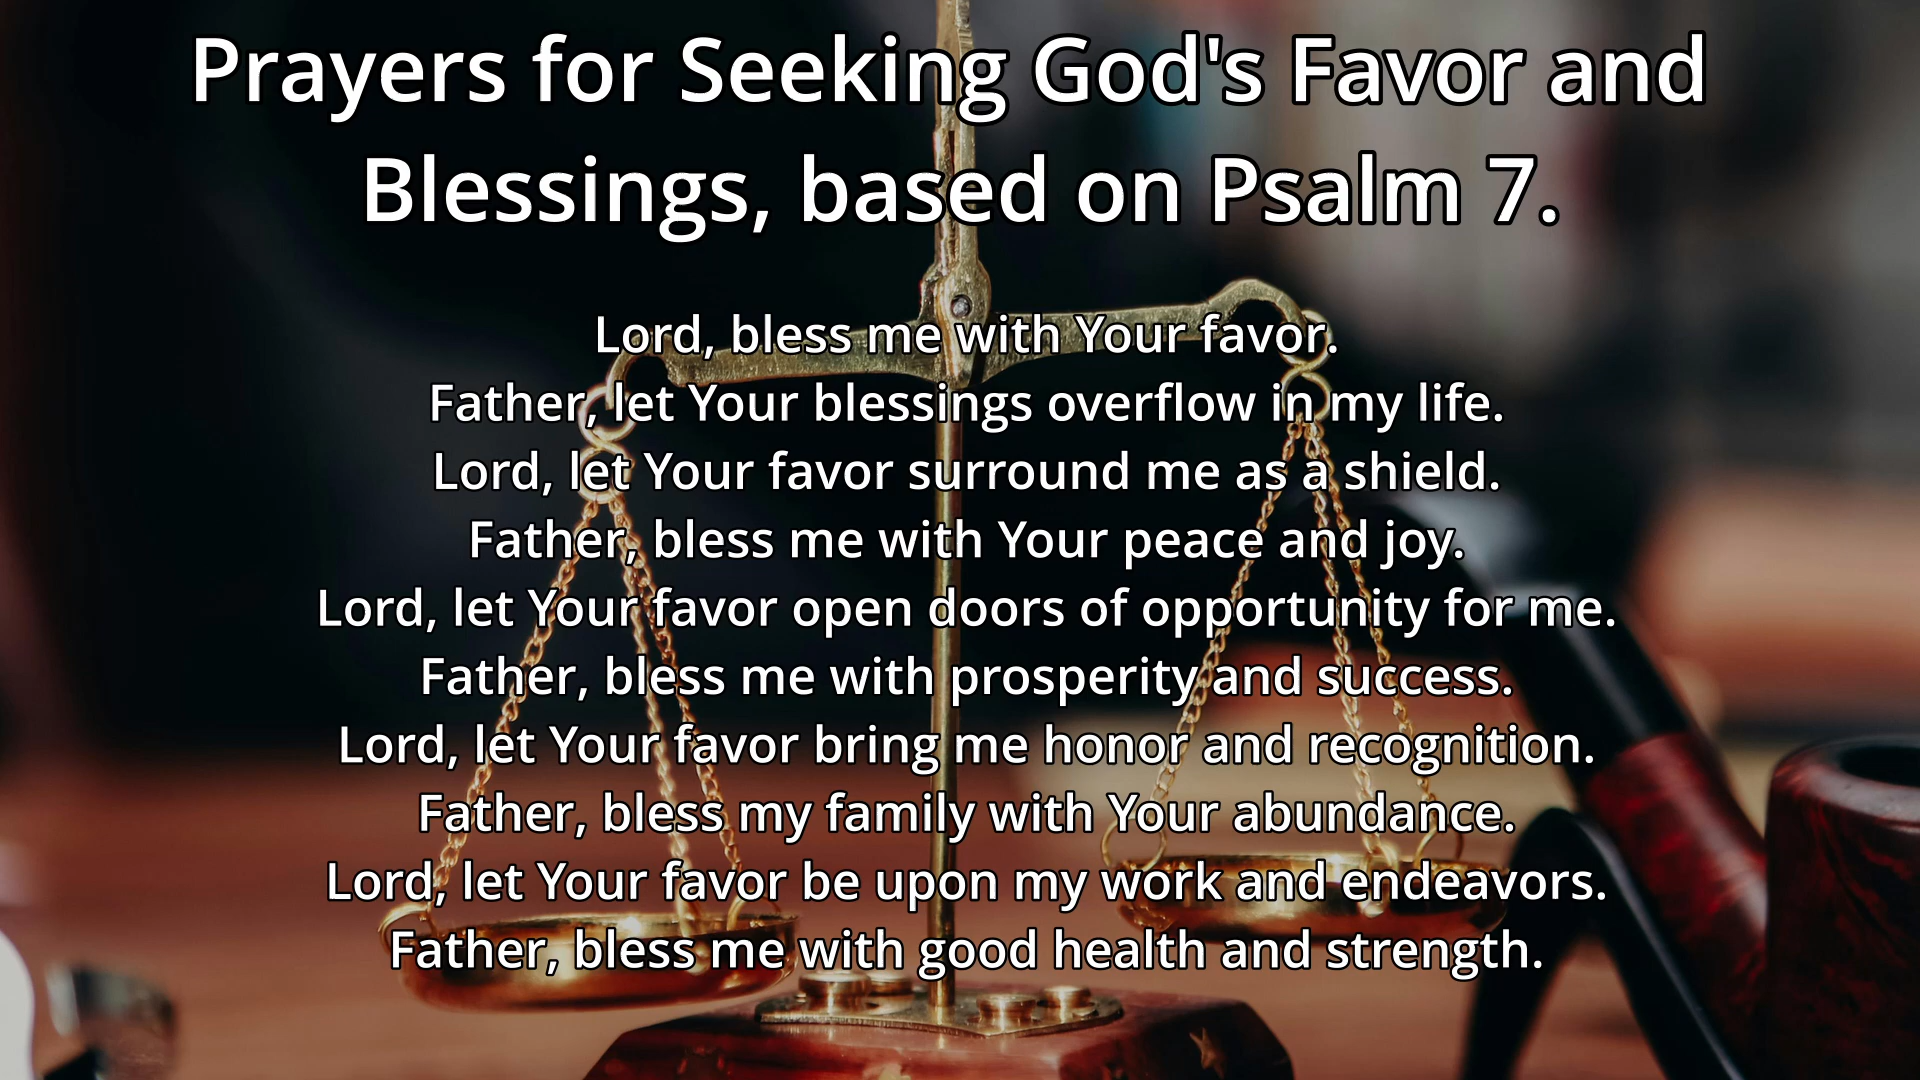 Prayers for Seeking God's Favor and
Blessings, based on Psalm 7.
Lord, bless me with Your favor.
Father, let Your blessings overflow in my life.
Lord, let Your favor surround me as a shield.
Father, bless me with Your peace and joy.
Lord, let Your favor open doors of opportunity for me.
Father, bless me with prosperity and success.
Lord, let Your favor bring me honor and recognition.
Father, bless my family with Your abundance.
Lord, let Your favor be upon my work and endeavors.
Father, bless me with good health and strength.